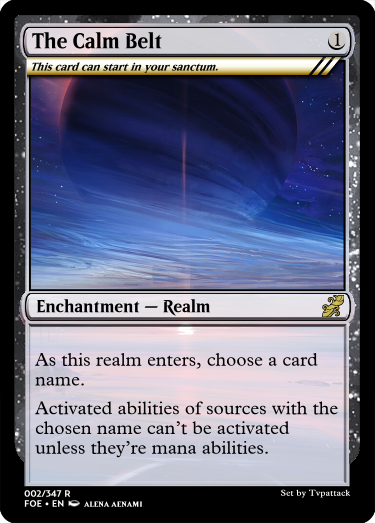 The Calm Belt 1
This card can start in your sanctum.
Enchantment — Realm
As this realm enters, choose a card
name.
Activated abilities of sources with the
chosen name can't be activated
unless they're mana abilities.
002/347 R
Set by Tvpattack
FOE • EN ALENA AENAMI